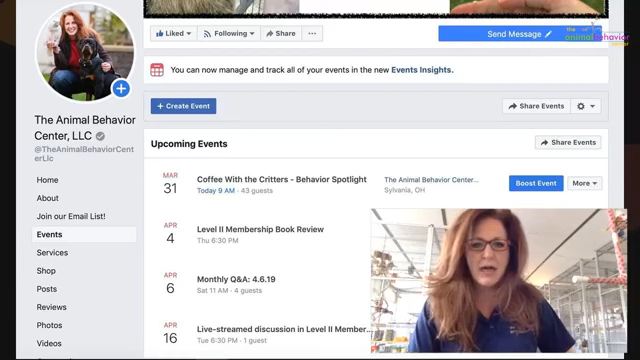 Liked
Following
Share
Send Message
the animalbehavior center
You can now manage and track all of your events in the new Events Insights.
+ Create Event
Share Events
The Animal Behavior
Center, LLC
@TheAnimalBehaviorCent
erLlc
Upcoming Events
Share Events
Home
About
Join our Email List!
Events
Services
Shop
Posts
Reviews
Photos
Videos
MAR
31
Coffee With the Critters - Behavior Spotlight
Today 9 AM · 43 guests
The Animal Behavior Center...
Sylvania, OH
Boost Event
More
APR
4
Level II Membership Book Review
Thu 6:30 PM
APR
6
Monthly Q&A: 4.6.19
Sat 11 AM · 4 guests
APR
16
Live-streamed discussion in Level II Member...
Tue 6:30 PM · 1 guest